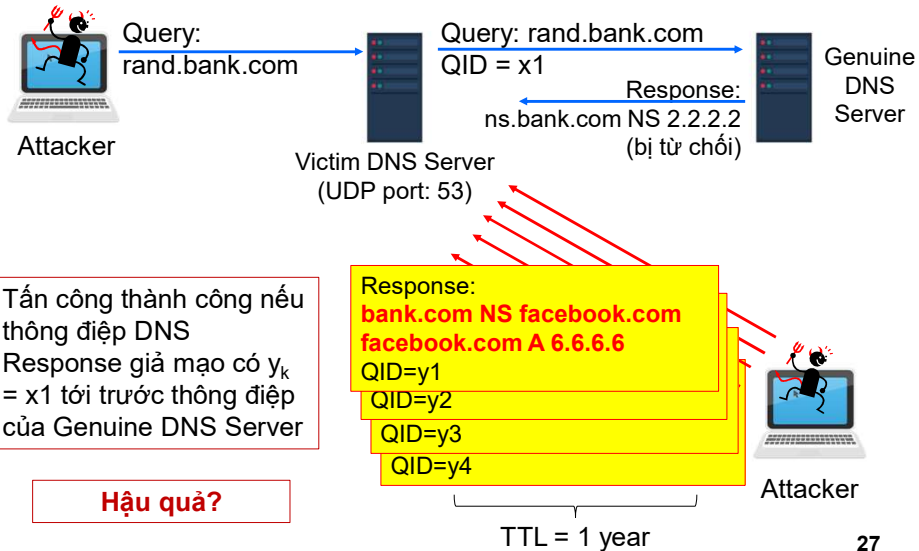 Query:
rand.bank.com
Query: rand.bank.com
QID = x1
Response:
ns.bank.com NS 2.2.2.2
(bị từ chối)
Genuine
DNS
Server
Attacker
Victim DNS Server
(UDP port: 53)
Tấn công thành công nếu
thông điệp DNS
Response giả mạo có yk
= x1 tới trước thông điệp
của Genuine DNS Server
Hậu quả?
Response:
bank.com NS facebook.com
facebook.com A 6.6.6.6
QID=y1
QID=y2
QID=y3
QID=y4
Attacker
TTL = 1 year
27